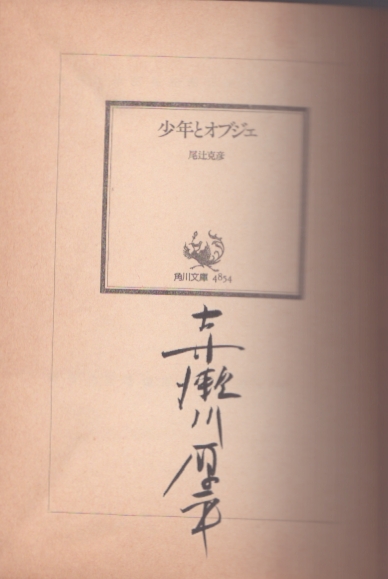 少年とオブジェ
尾辻克彦
角川文庫 4854
赤瀬川原平